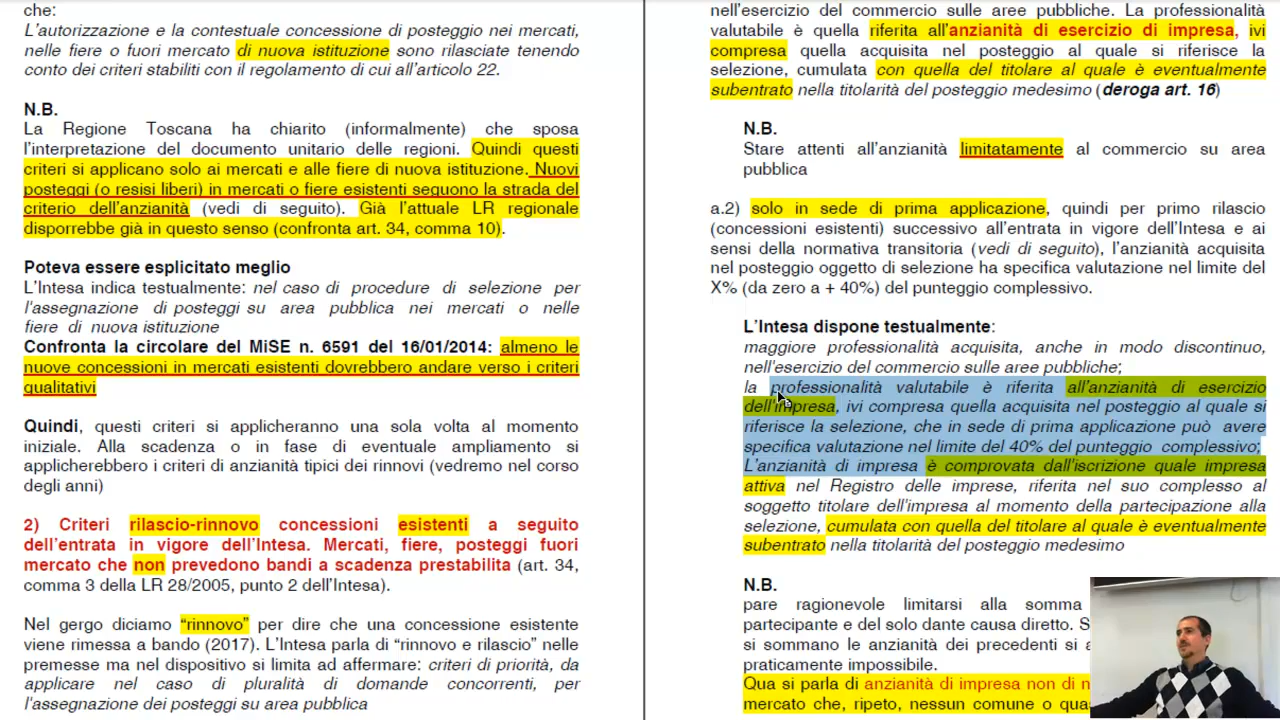 che:
L'autorizzazione e la contestuale concessione di posteggio nei mercati,
nelle fiere o fuori mercato di nuova istituzione sono rilasciate tenendo
conto dei criteri stabiliti con il regolamento di cui all'articolo 22.
N.B.
La Regione Toscana ha chiarito (informalmente) che sposa
l'interpretazione del documento unitario delle regioni. Quindi questi
criteri si applicano solo ai mercati e alle fiere di nuova istituzione. Nuovi
posteggi (o resisi liberi) in mercati o fiere esistenti seguono la strada del
criterio dell'anzianità (vedi di seguito). Già l'attuale LR regionale
disporrebbe già in questo senso (confronta art. 34, comma 10).
Poteva essere esplicitato meglio
L'Intesa indica testualmente: nel caso di procedure di selezione per
l'assegnazione di posteggi su area pubblica nei mercati o nelle
fiere di nuova istituzione
Confronta la circolare del MiSE n. 6591 del 16/01/2014: almeno le
nuove concessioni in mercati esistenti dovrebbero andare verso i criteri
qualitativi
Quindi, questi criteri si applicheranno una sola volta al momento
iniziale. Alla scadenza o in fase di eventuale ampliamento si
applicherebbero i criteri di anzianità tipici dei rinnovi (vedremo nel corso
degli anni)
2) Criteri rilascio-rinnovo concessioni esistenti a seguito
dell'entrata in vigore dell'Intesa. Mercati, fiere, posteggi fuori
mercato che non prevedono bandi a scadenza prestabilita (art. 34,
comma 3 della LR 28/2005, punto 2 dell'Intesa).
Nel gergo diciamo "rinnovo" per dire che una concessione esistente
viene rimessa a bando (2017). L'Intesa parla di "rinnovo e rilascio" nelle
premesse ma nel dispositivo si limita ad affermare: criteri di priorità, da
applicare nel caso di pluralità di domande concorrenti, per
l'assegnazione dei posteggi su area pubblica
nell'esercizio del commercio sulle aree pubbliche. La professionalità
valutabile è quella riferita all'anzianità di esercizio di impresa, ivi
compresa quella acquisita nel posteggio al quale si riferisce la
selezione, cumulata con quella del titolare al quale è eventualmente
subentrato nella titolarità del posteggio medesimo (deroga art. 16)
N.B.
Stare attenti all'anzianità limitatamente al commercio su area
pubblica
a.2) solo in sede di prima applicazione, quindi per primo rilascio
(concessioni esistenti) successivo all'entrata in vigore dell'Intesa e ai
sensi della normativa transitoria (vedi di seguito), l'anzianità acquisita
nel posteggio oggetto di selezione ha specifica valutazione nel limite del
X% (da zero a + 40%) del punteggio complessivo.
L'Intesa dispone testualmente:
maggiore professionalità acquisita, anche in modo discontinuo,
nell'esercizio del commercio sulle aree pubbliche;
la professionalità valutabile è riferita all'anzianità di esercizio
dell'impresa, ivi compresa quella acquisita nel posteggio al quale si
riferisce la selezione, che in sede di prima applicazione può avere
specifica valutazione nel limite del 40% del punteggio complessivo;
L'anzianità di impresa è comprovata dall'iscrizione quale impresa
attiva nel Registro delle imprese, riferita nel suo complesso al
soggetto titolare dell'impresa al momento della partecipazione alla
selezione, cumulata con quella del titolare al quale è eventualmente
subentrato nella titolarità del posteggio medesimo
N.B.
pare ragionevole limitarsi alla somma
partecipante e del solo dante causa diretto. S
si sommano le anzianità dei precedenti si a
praticamente impossibile.
Qua si parla di anzianità di impresa non di m
mercato che, ripeto, nessun comune o qua